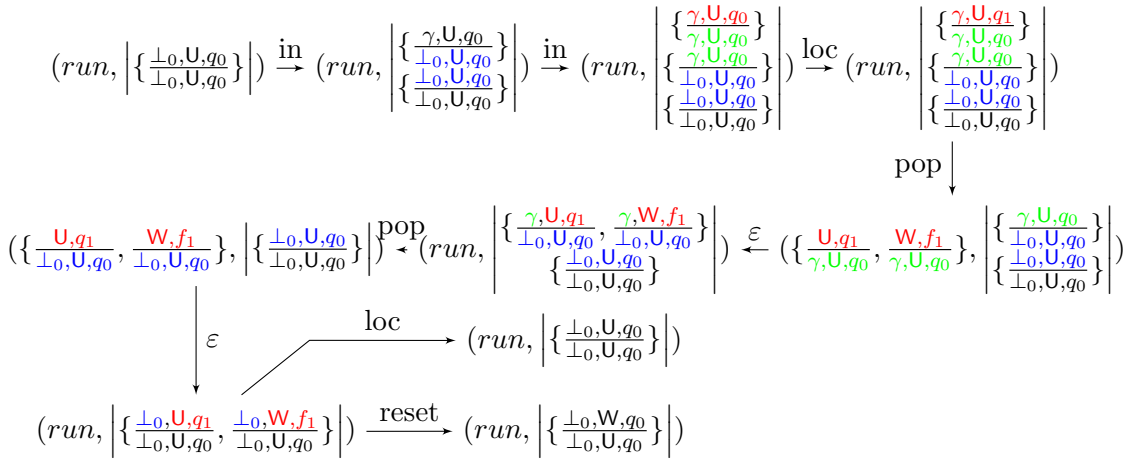 (run, |{⊥₀,U,q₀ / ⊥₀,U,q₀}|) in→ (run, |{γ,U,q₀ / ⊥₀,U,q₀} {⊥₀,U,q₀ / ⊥₀,U,q₀}|) in→ (run, |{γ,U,q₀ / γ,U,q₀} {γ,U,q₀ / ⊥₀,U,q₀} {⊥₀,U,q₀ / ⊥₀,U,q₀}|) loc→ (run, |{γ,U,q₁ / γ,U,q₀} {γ,U,q₀ / ⊥₀,U,q₀} {⊥₀,U,q₀ / ⊥₀,U,q₀}|)
pop
({U,q₁ / ⊥₀,U,q₀, W,f₁ / ⊥₀,U,q₀}, |{⊥₀,U,q₀ / ⊥₀,U,q₀}|) pop← (run, |{γ,U,q₁ / ⊥₀,U,q₀, γ,W,f₁ / ⊥₀,U,q₀} {⊥₀,U,q₀ / ⊥₀,U,q₀}|) ε← ({U,q₁ / γ,U,q₀, W,f₁ / γ,U,q₀}, |{γ,U,q₀ / ⊥₀,U,q₀} {⊥₀,U,q₀ / ⊥₀,U,q₀}|)
ε
loc→ (run, |{⊥₀,U,q₀ / ⊥₀,U,q₀}|)
(run, |{⊥₀,U,q₁ / ⊥₀,U,q₀, ⊥₀,W,f₁ / ⊥₀,U,q₀}|) reset→ (run, |{⊥₀,W,q₀ / ⊥₀,U,q₀}|)